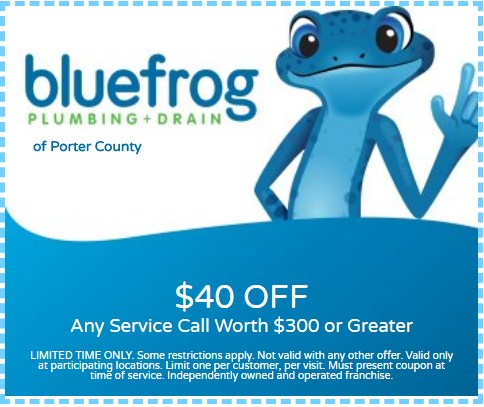 bluefrog
PLUMBING + DRAIN
of Porter County
$40 OFF
Any Service Call Worth $300 or Greater
LIMITED TIME ONLY. Some restrictions apply. Not valid with any other offer. Valid only
at participating locations. Limit one per customer, per visit. Must present coupon at
time of service. Independently owned and operated franchise.